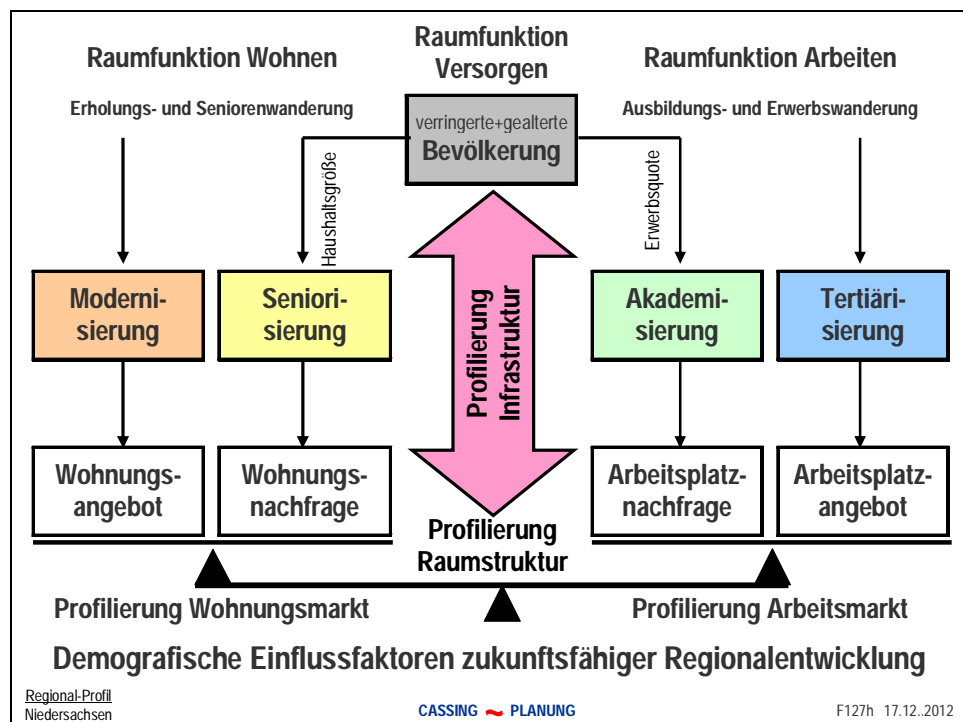 Raumfunktion Wohnen
Raumfunktion
Versorgen
Raumfunktion Arbeiten
Erholungs- und Seniorenwanderung
Ausbildungs- und Erwerbswanderung
verringerte+gealterte
Bevölkerung
Haushaltsgröße
Erwerbsquote
Moderni-
sierung
Seniori-
sierung
Profilierung
Infrastruktur
Akademi-
sierung
Tertiäri-
sierung
Wohnungs-
angebot
Wohnungs-
nachfrage
Arbeitsplatz-
nachfrage
Arbeitsplatz-
angebot
Profilierung
Raumstruktur
Profilierung Wohnungsmarkt
Profilierung Arbeitsmarkt
Demografische Einflussfaktoren zukunftsfähiger Regionalentwicklung
Regional-Profil
Niedersachsen
CASSING ~ PLANUNG
F127h 17.12..2012